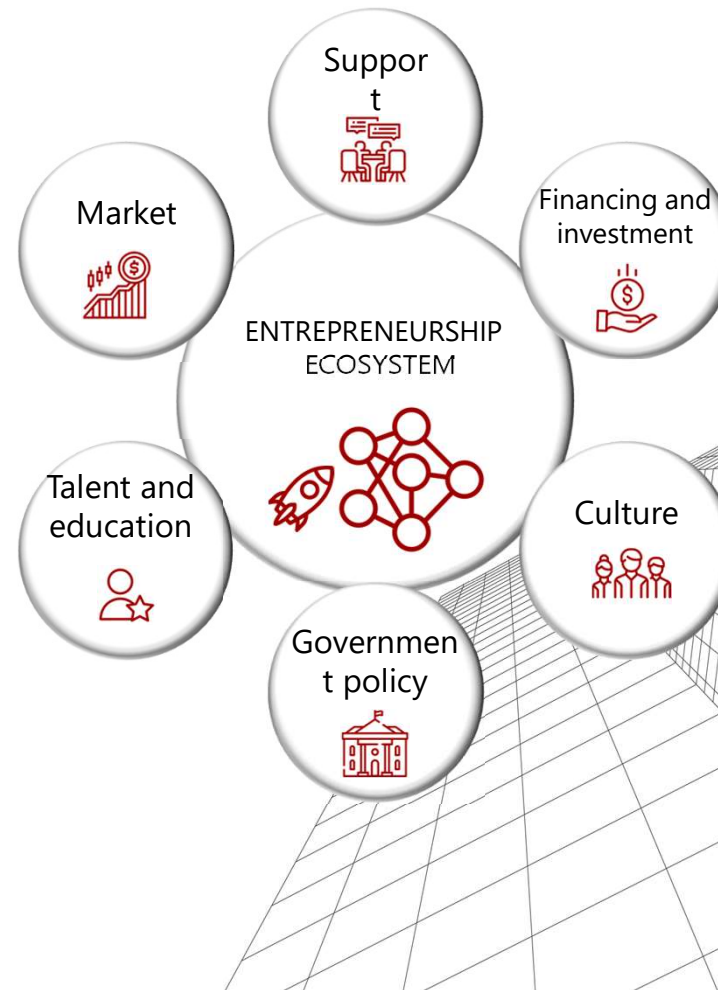 Suppor
t
Market
Financing and
investment
ENTREPRENEURSHIP
ECOSYSTEM
Talent and
education
Culture
Governmen
t policy